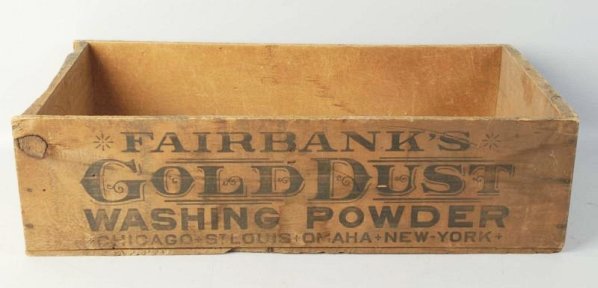 FAIRBANK'S
GOLD DUST
WASHING POWDER
CHICAGO+ST LOUIS+OMAHA+NEW-YORK+